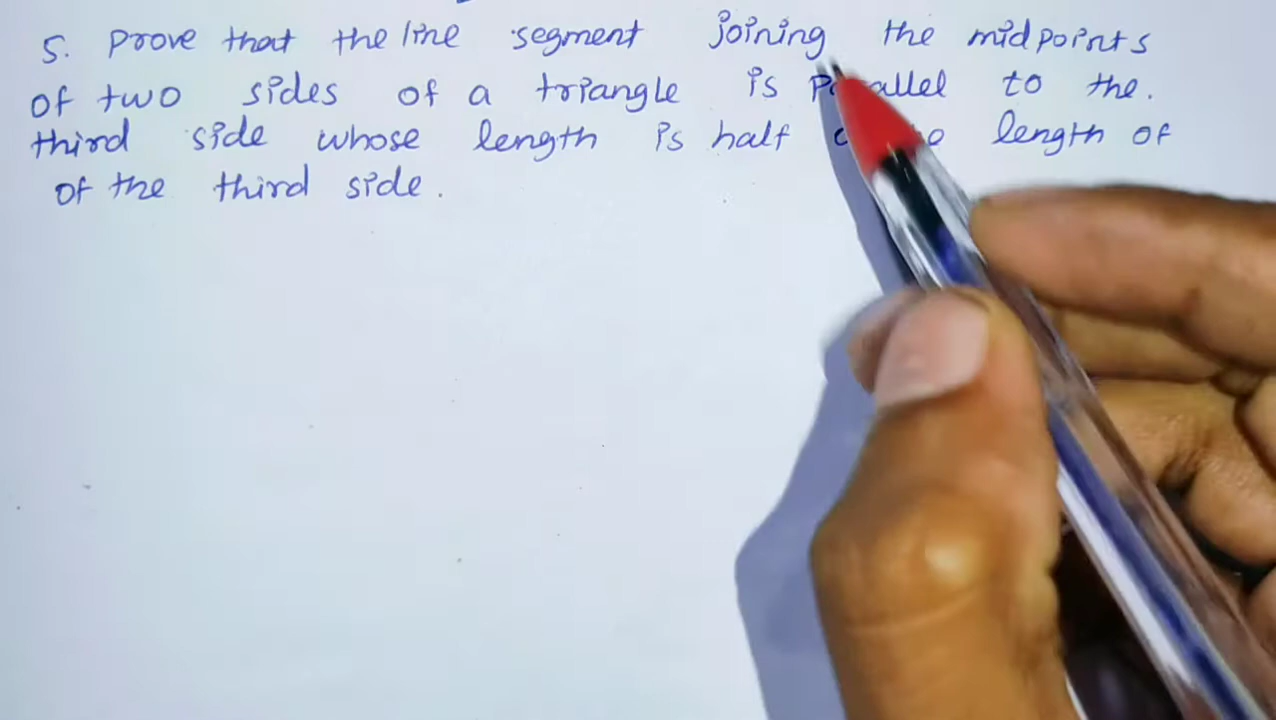 5. Prove that the line segment joining the midpoints
of two sides of a triangle is parallel to the.
third side whose length is half length of
of the third side.